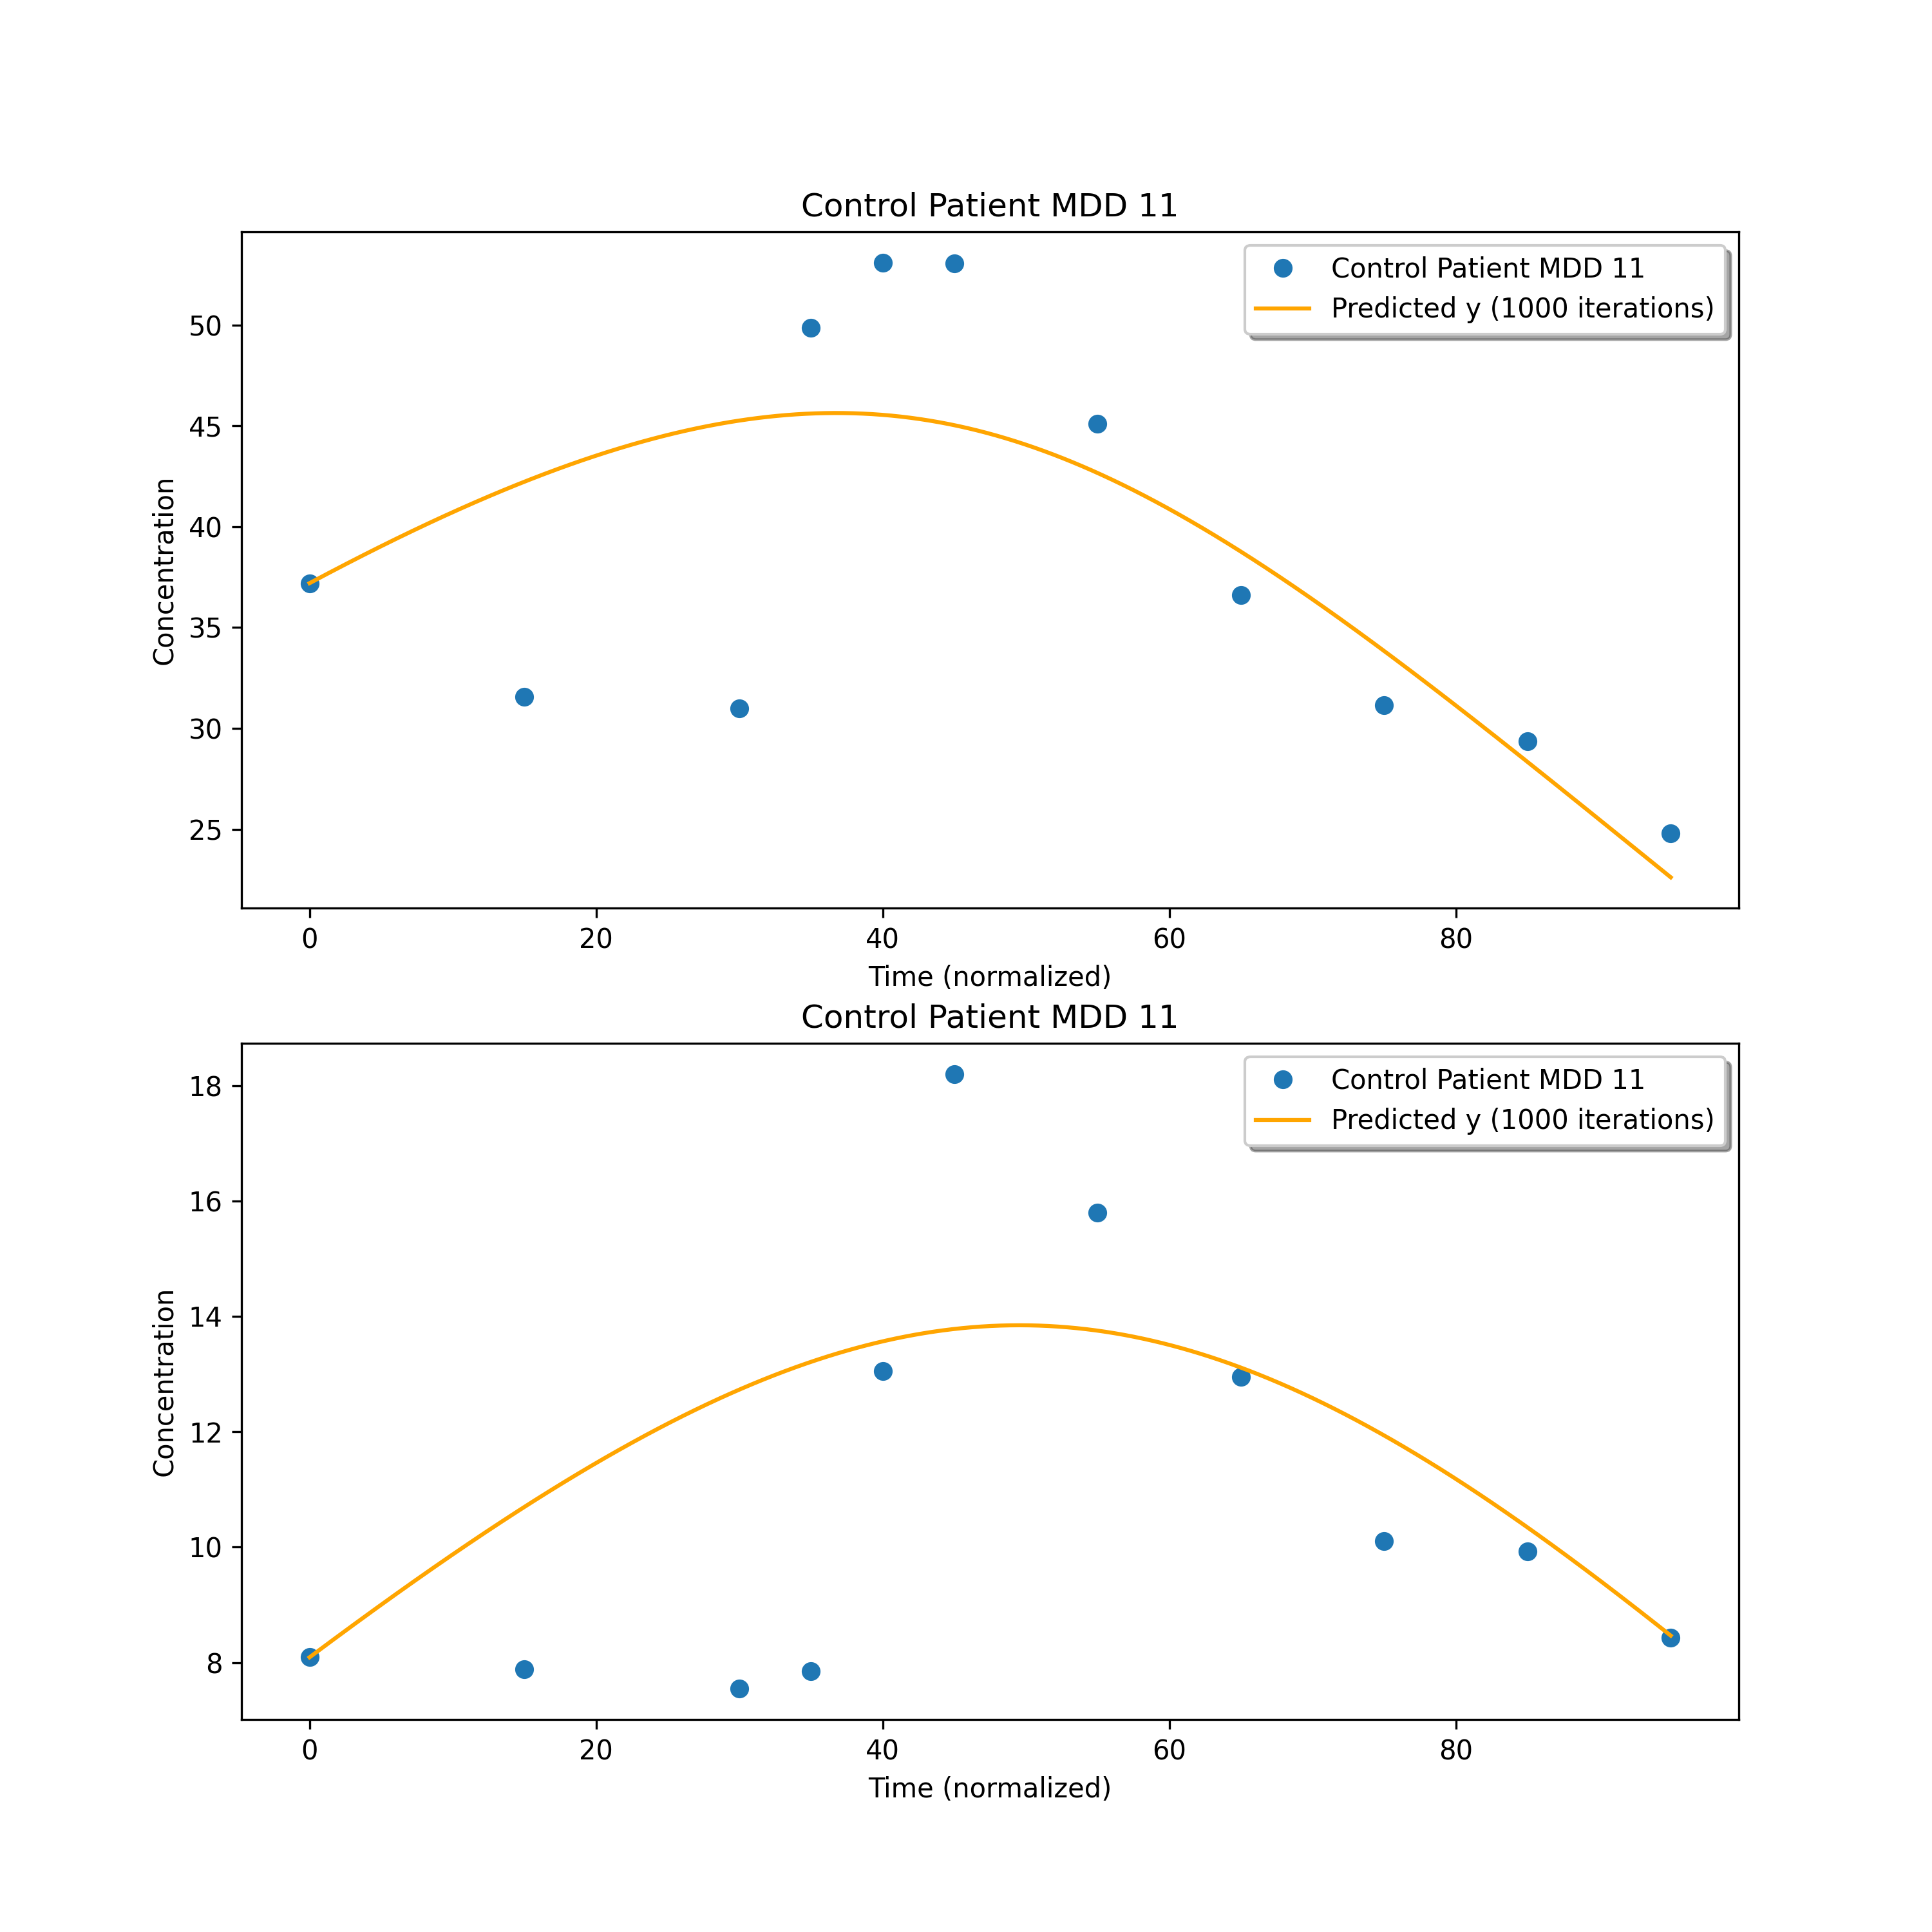 Control Patient MDD 11
Control Patient MDD 11
Predicted y (1000 iterations)
50
45
40
35
30
25
Concentration
0 20 40 60 80
Time (normalized)
Control Patient MDD 11
Control Patient MDD 11
Predicted y (1000 iterations)
18
16
14
12
10
8
Concentration
0 20 40 60 80
Time (normalized)